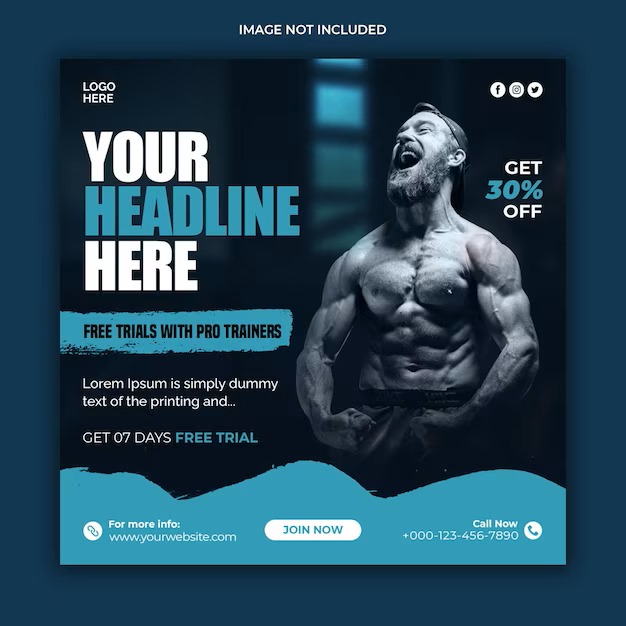 IMAGE NOT INCLUDED
LOGO
HERE
YOUR
HEADLINE
HERE
GET
30%
OFF
FREE TRIALS WITH PRO TRAINERS
Lorem Ipsum is simply dummy
text of the printing and...
GET 07 DAYS FREE TRIAL
For more info:
www.yourwebsite.com
JOIN NOW
Call Now
+000-123-456-7890